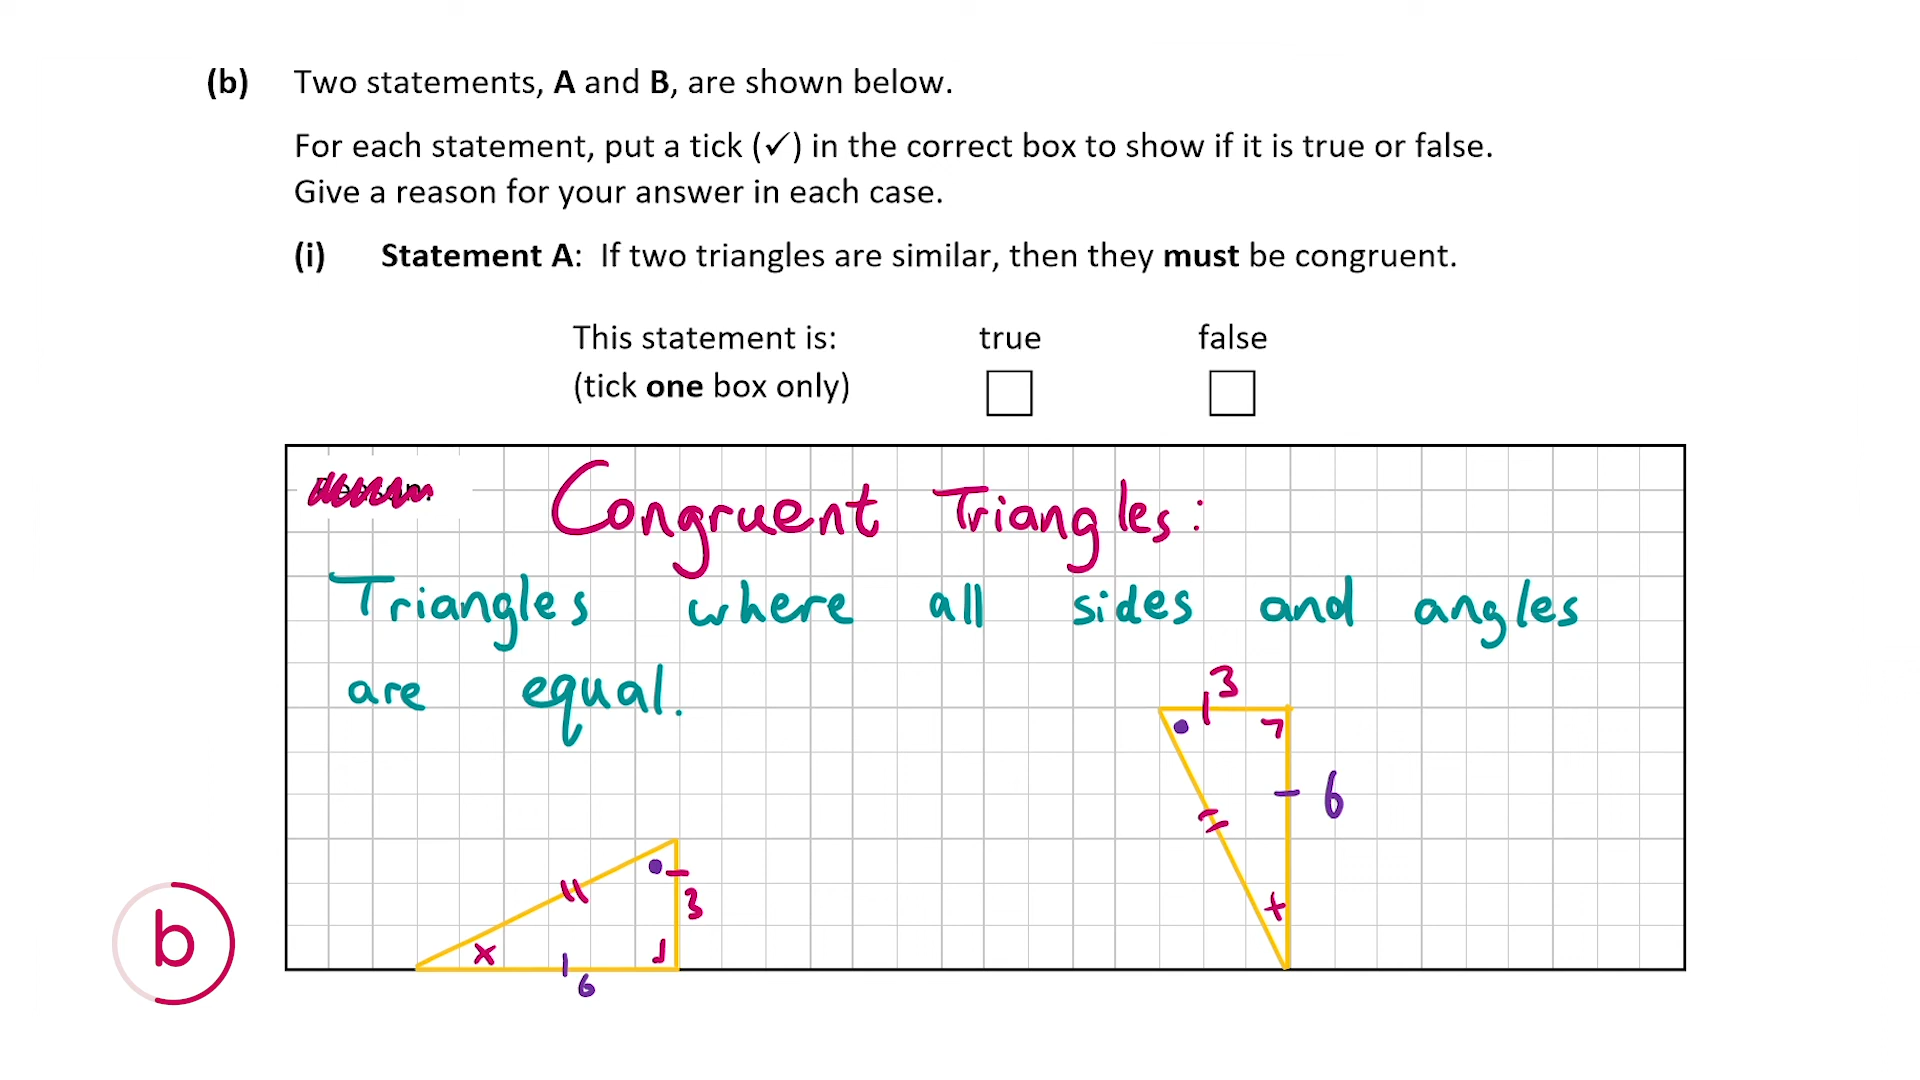 (b) Two statements, A and B, are shown below.
For each statement, put a tick (✓) in the correct box to show if it is true or false.
Give a reason for your answer in each case.
(i) Statement A: If two triangles are similar, then they must be congruent.
This statement is: true false
(tick one box only)
Congruent Triangles:
Triangles where all sides and angles
are equal.
3
6
3
x
6
b